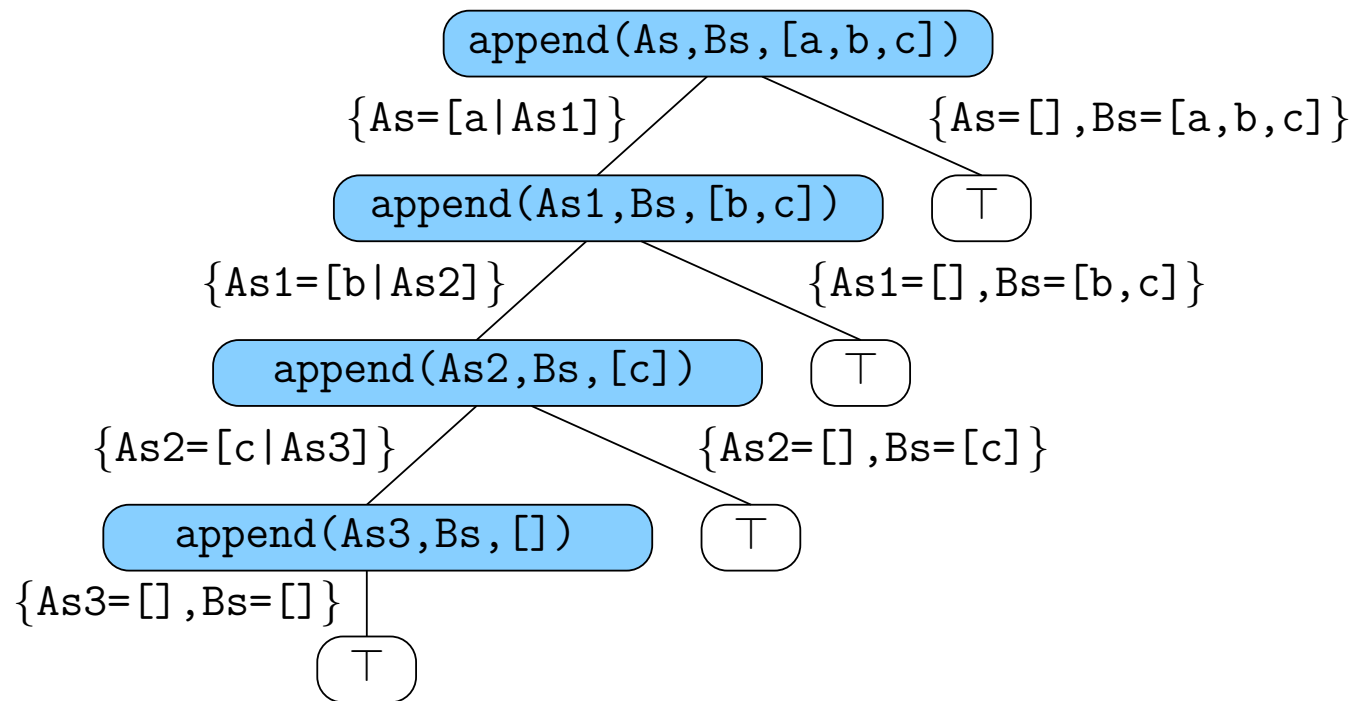 append(As,Bs,[a,b,c])
{As=[a|As1]} {As=[],Bs=[a,b,c]}
append(As1,Bs,[b,c]) ⊤
{As1=[b|As2]} {As1=[],Bs=[b,c]}
append(As2,Bs,[c]) ⊤
{As2=[c|As3]} {As2=[],Bs=[c]}
append(As3,Bs,[]) ⊤
{As3=[],Bs=[]}
⊤